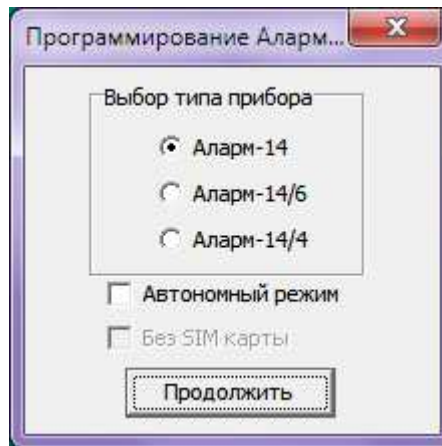 Программирование Аларм...
Выбор типа прибора
Аларм-14
Аларм-14/6
Аларм-14/4
Автономный режим
Без SIM карты
Продолжить